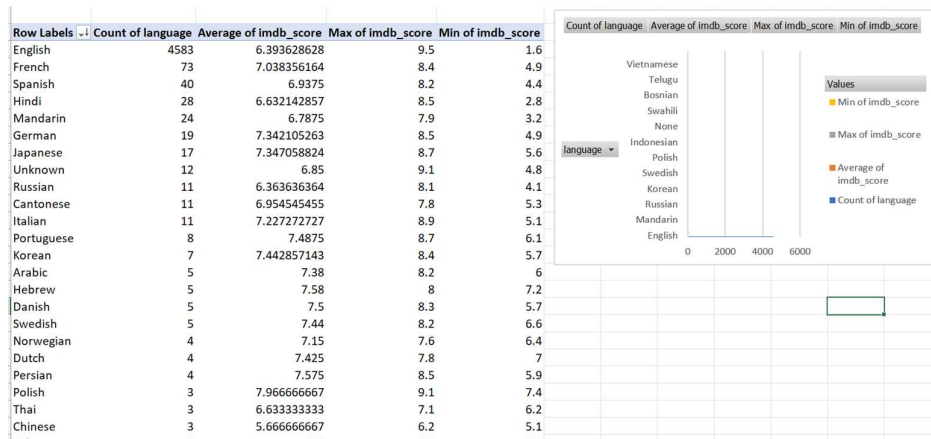 Row Labels Count of language Average of imdb_score Max of imdb_score Min of imdb_score
English 4583 6.393628628 9.5 1.6
French 73 7.038356164 8.4 4.9
Spanish 40 6.9375 8.2 4.4
Hindi 28 6.632142857 8.5 2.8
Mandarin 24 6.7875 7.9 3.2
German 19 7.342105263 8.5 4.9
Japanese 17 7.347058824 8.7 5.6
Unknown 12 6.85 9.1 4.8
Russian 11 6.363636364 8.1 4.1
Cantonese 11 6.954545455 7.8 5.3
Italian 11 7.227272727 8.9 5.1
Portuguese 8 7.4875 8.7 6.1
Korean 7 7.442857143 8.4 5.7
Arabic 5 7.38 8.2 6
Hebrew 5 7.58 8 7.2
Danish 5 7.5 8.3 5.7
Swedish 5 7.44 8.2 6.6
Norwegian 4 7.15 7.6 6.4
Dutch 4 7.425 7.8 7
Persian 4 7.575 8.5 5.9
Polish 3 7.966666667 9.1 7.4
Thai 3 6.633333333 7.1 6.2
Chinese 3 5.666666667 6.2 5.1
Count of language Average of imdb_score Max of imdb_score Min of imdb_score
Vietnamese
Telugu
Bosnian
Swahili
None
Indonesian
Polish
Swedish
Korean
Russian
Mandarin
English
language
0 2000 4000 6000
Values
Min of imdb_score
Max of imdb_score
Average of
imdb_score
Count of language